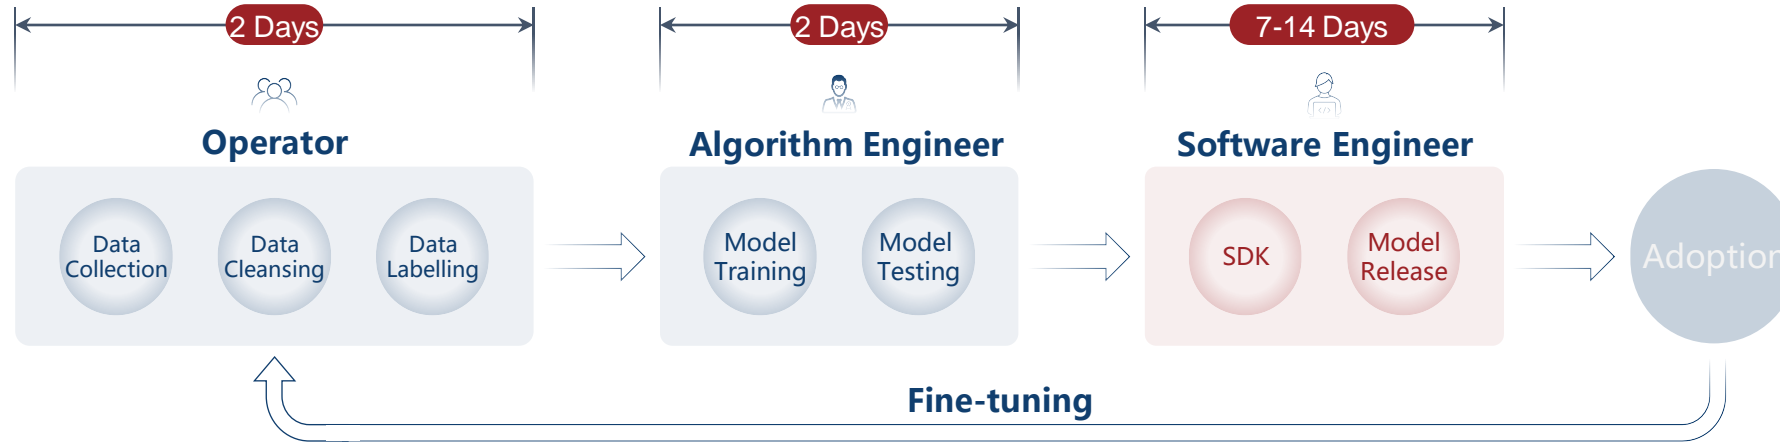 2 Days
2 Days
7-14 Days
Operator
Algorithm Engineer
Software Engineer
Data
Collection
Data
Cleansing
Data
Labelling
Model
Training
Model
Testing
SDK
Model
Release
Adoption
Fine-tuning